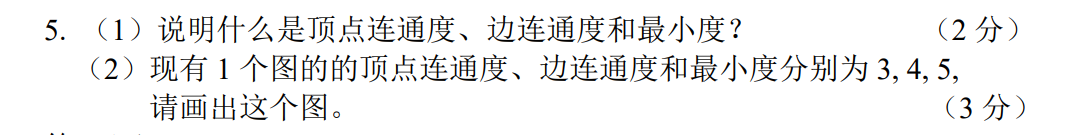 5. （1）说明什么是顶点连通度、边连通度和最小度？ （2 分）
（2）现有 1 个图的的顶点连通度、边连通度和最小度分别为 3, 4, 5,
请画出这个图。 （3 分）